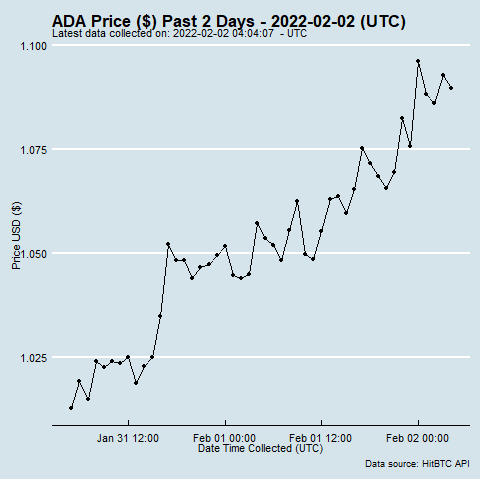 ADA Price ($) Past 2 Days - 2022-02-02 (UTC)
Latest data collected on: 2022-02-02 04:04:07  - UTC
1.100
1.075
1.050
1.025
Price USD ($)
Jan 31 12:00
Feb 01 00:00
Feb 01 12:00
Feb 02 00:00
Date Time Collected (UTC)
Data source: HitBTC API